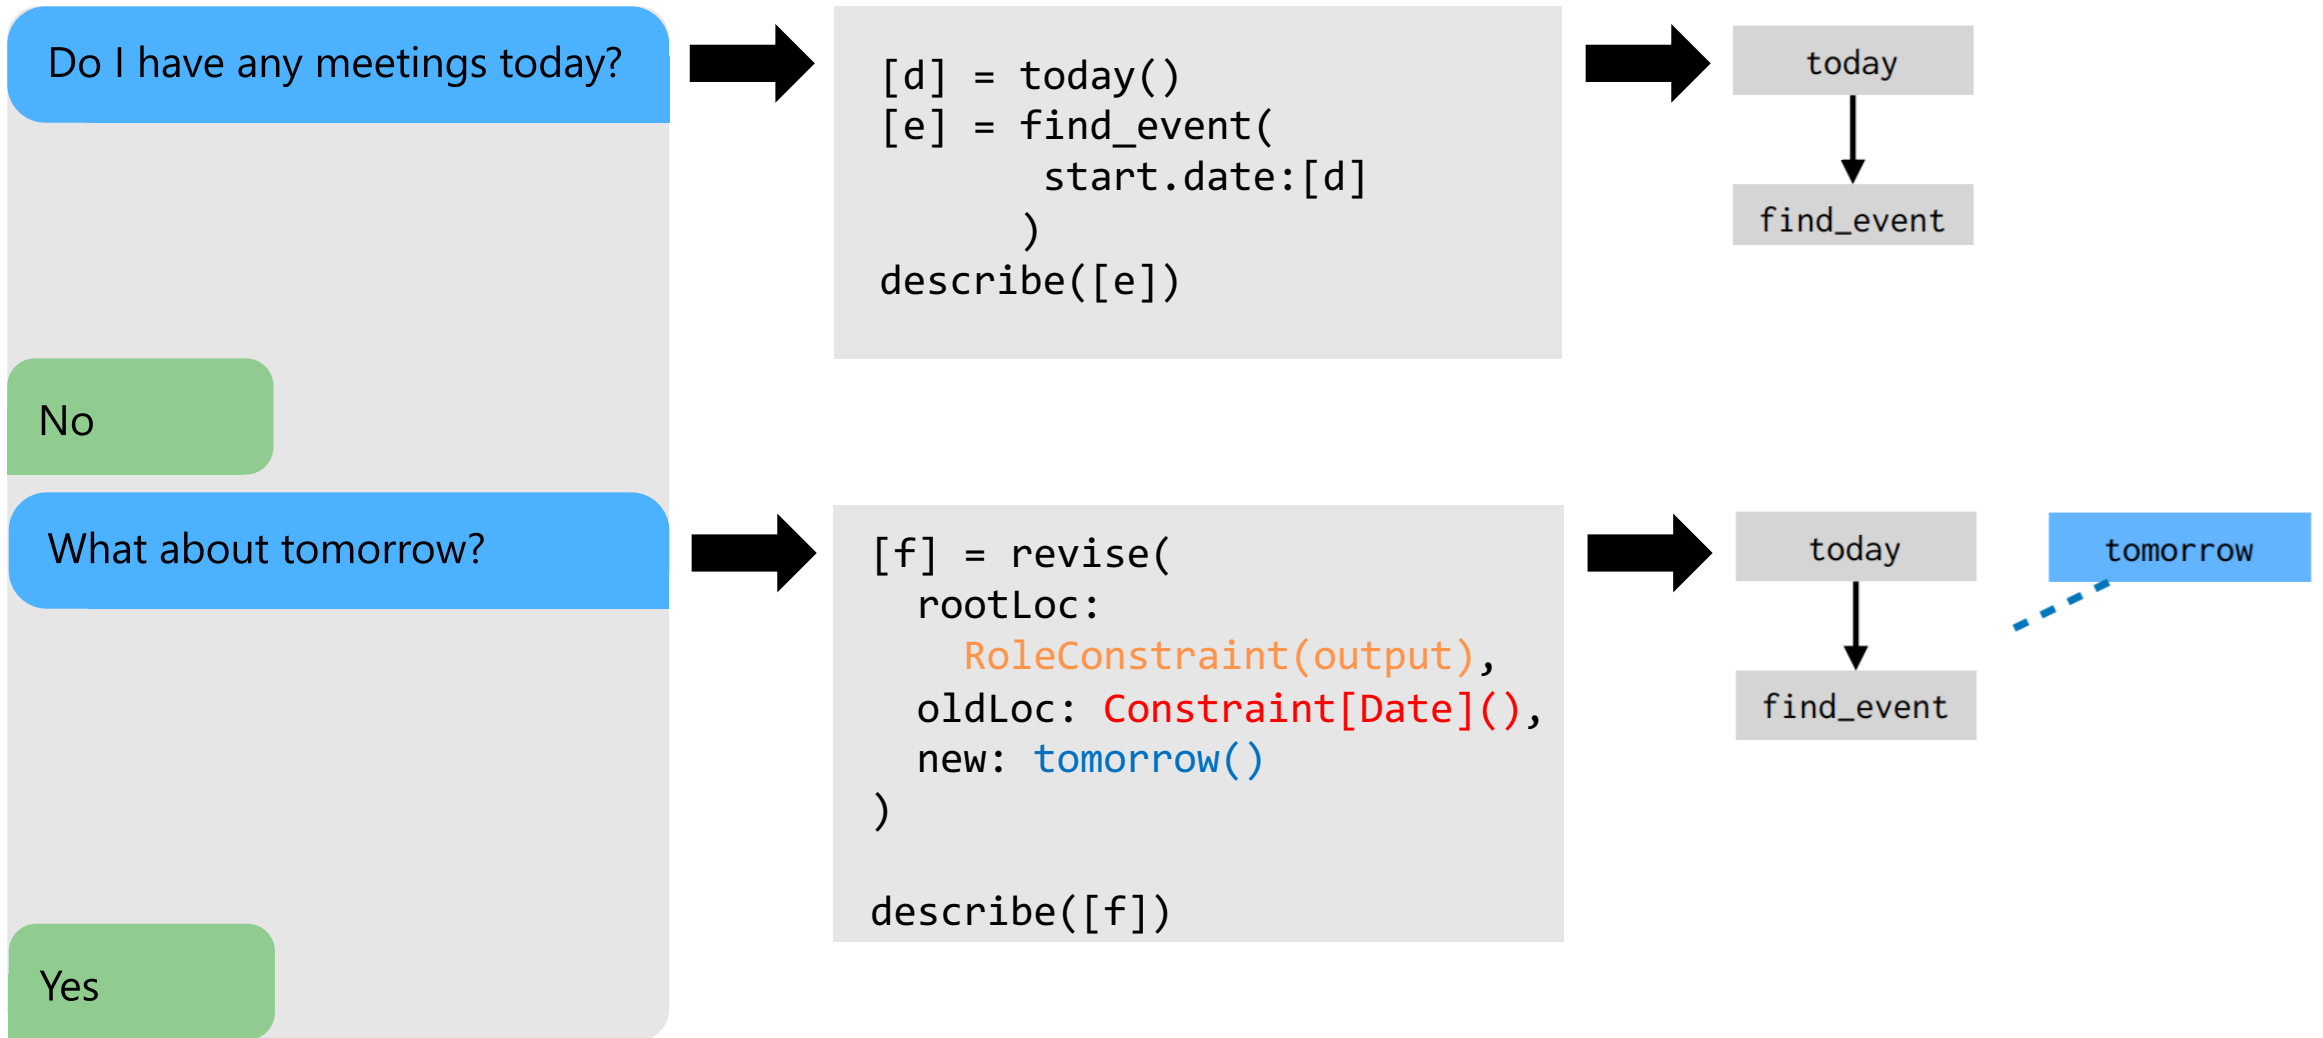 Do I have any meetings today?
[d] = today()
[e] = find_event(
start.date:[d]
)
describe([e])
today
find_event
No
What about tomorrow?
[f] = revise(
rootLoc:
RoleConstraint(output),
oldLoc: Constraint[Date](),
new: tomorrow()
)
describe([f])
today
tomorrow
find_event
Yes